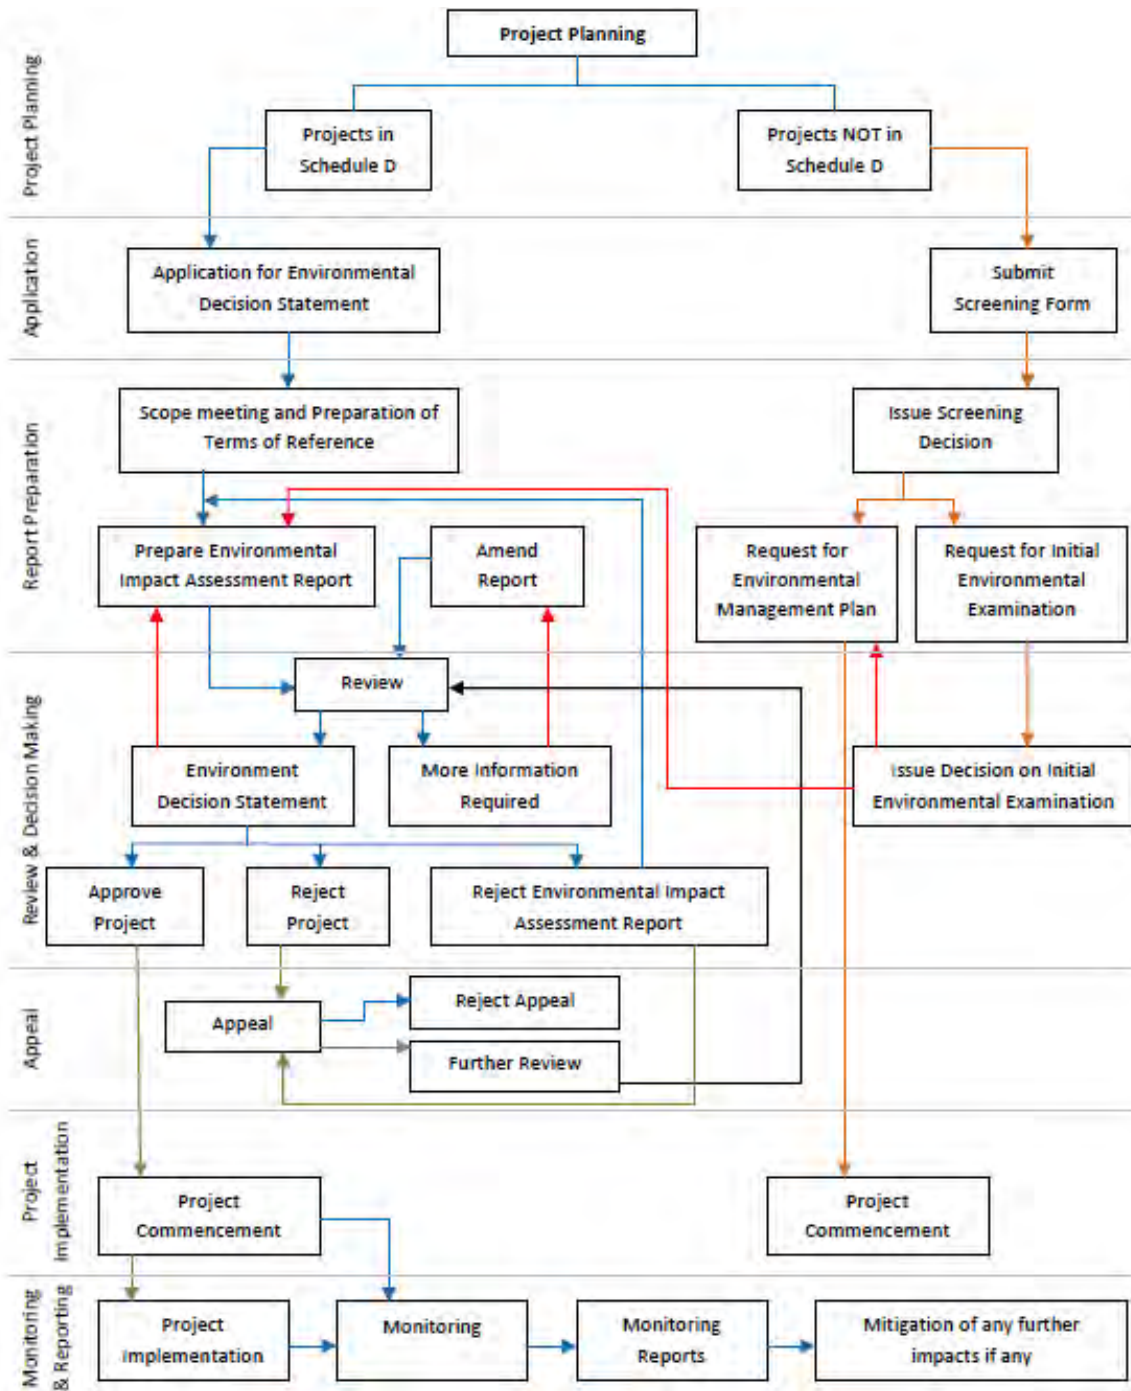 Project Planning
Project Planning
Projects in
Schedule D
Projects NOT in
Schedule D
Application
Application for Environmental
Decision Statement
Submit
Screening Form
Report Preparation
Scope meeting and Preparation of
Terms of Reference
Issue Screening
Decision
Prepare Environmental
Impact Assessment Report
Amend
Report
Request for
Environmental
Management Plan
Request for Initial
Environmental
Examination
Review & Decision Making
Review
Environment
Decision Statement
More Information
Required
Issue Decision on Initial
Environmental Examination
Approve
Project
Reject
Project
Reject Environmental Impact
Assessment Report
Appeal
Appeal
Reject Appeal
Further Review
Project
Implementation
Project
Commencement
Project
Commencement
Monitoring
& Reporting
Project
Implementation
Monitoring
Monitoring
Reports
Mitigation of any further
impacts if any